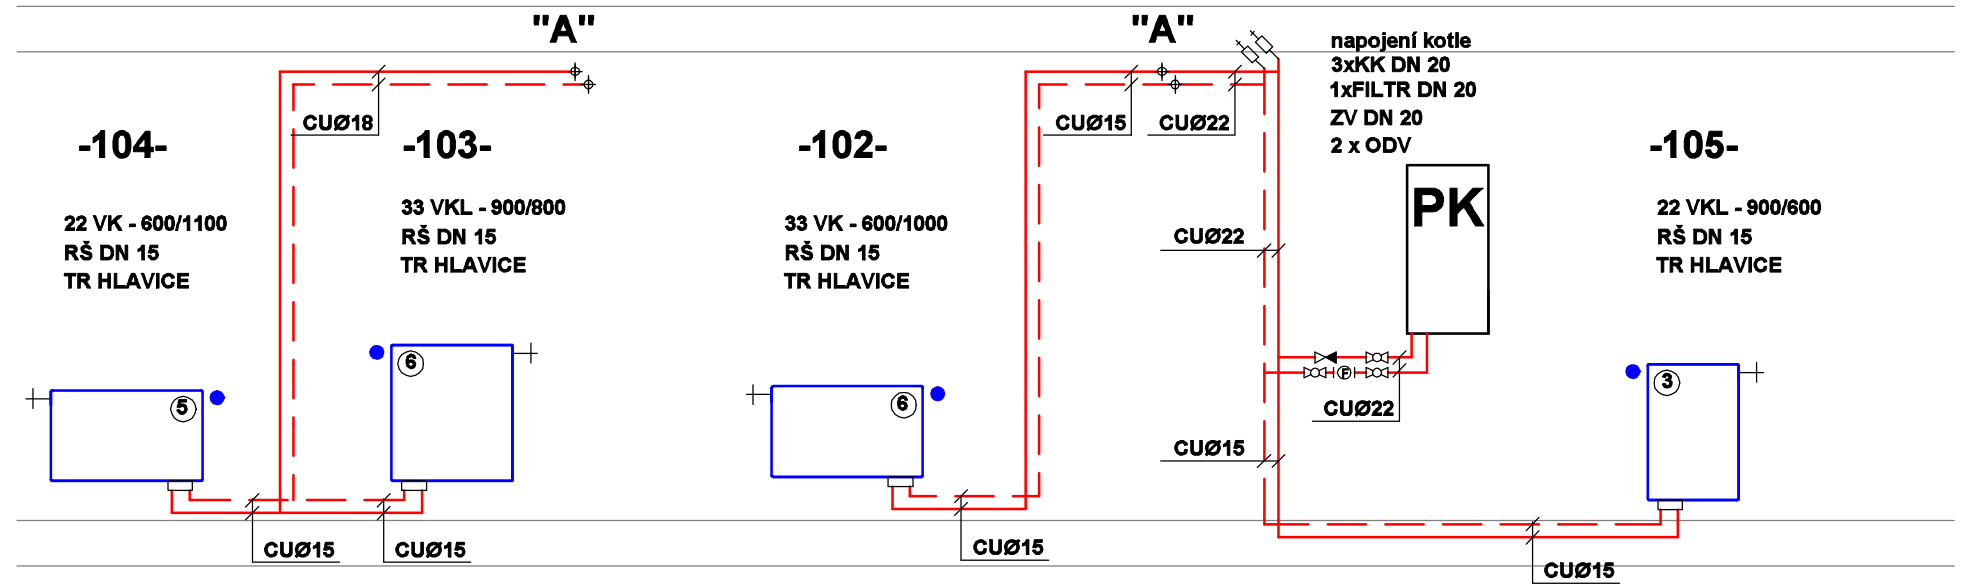 "A"
"A"
napojení kotle
3xKK DN 20
1xFILTR DN 20
ZV DN 20
2 x ODV
CUØ18
CUØ15
CUØ22
-104-
-103-
-102-
-105-
22 VK - 600/1100
RŠ DN 15
TR HLAVICE
33 VKL - 900/800
RŠ DN 15
TR HLAVICE
33 VK - 600/1000
RŠ DN 15
TR HLAVICE
PK
22 VKL - 900/600
RŠ DN 15
TR HLAVICE
CUØ22
5
6
6
F
3
CUØ22
CUØ15
CUØ15
CUØ15
CUØ15
CUØ15